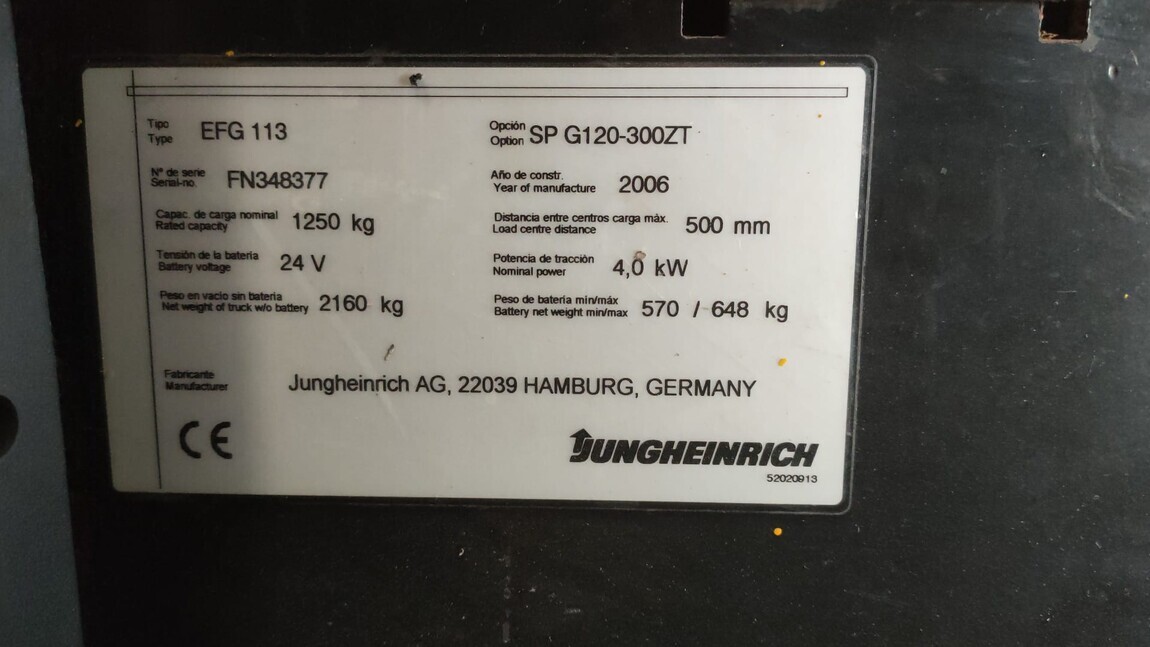 Tipo
Type EFG 113
Opción
Option SP G120-300ZT
Nº de serie
Serial-no. FN348377
Año de constr.
Year of manufacture 2006
Capac. de carga nominal
Rated capacity 1250 kg
Distancia entre centros carga máx.
Load centre distance 500 mm
Tensión de la bateria
Battery voltage 24 V
Potencia de tracción
Nominal power 4,0 kW
Peso en vacio sin bateria
Net weight of truck w/o battery 2160 kg
Peso de bateria min/máx
Battery net weight min/max 570 / 648 kg
Fabricante
Manufacturer Jungheinrich AG, 22039 HAMBURG, GERMANY
CE
JUNGHEINRICH
52020913